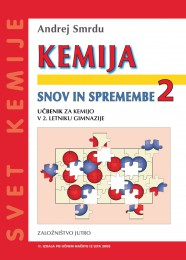 Andrej Smrdu
KEMIJA
SNOV IN SPREMEMBE 2
UČBENIK ZA KEMIJO
V 2. LETNIKU GIMNAZIJE
SVET KEMIJE
ZALOŽNIŠTVO JUTRO